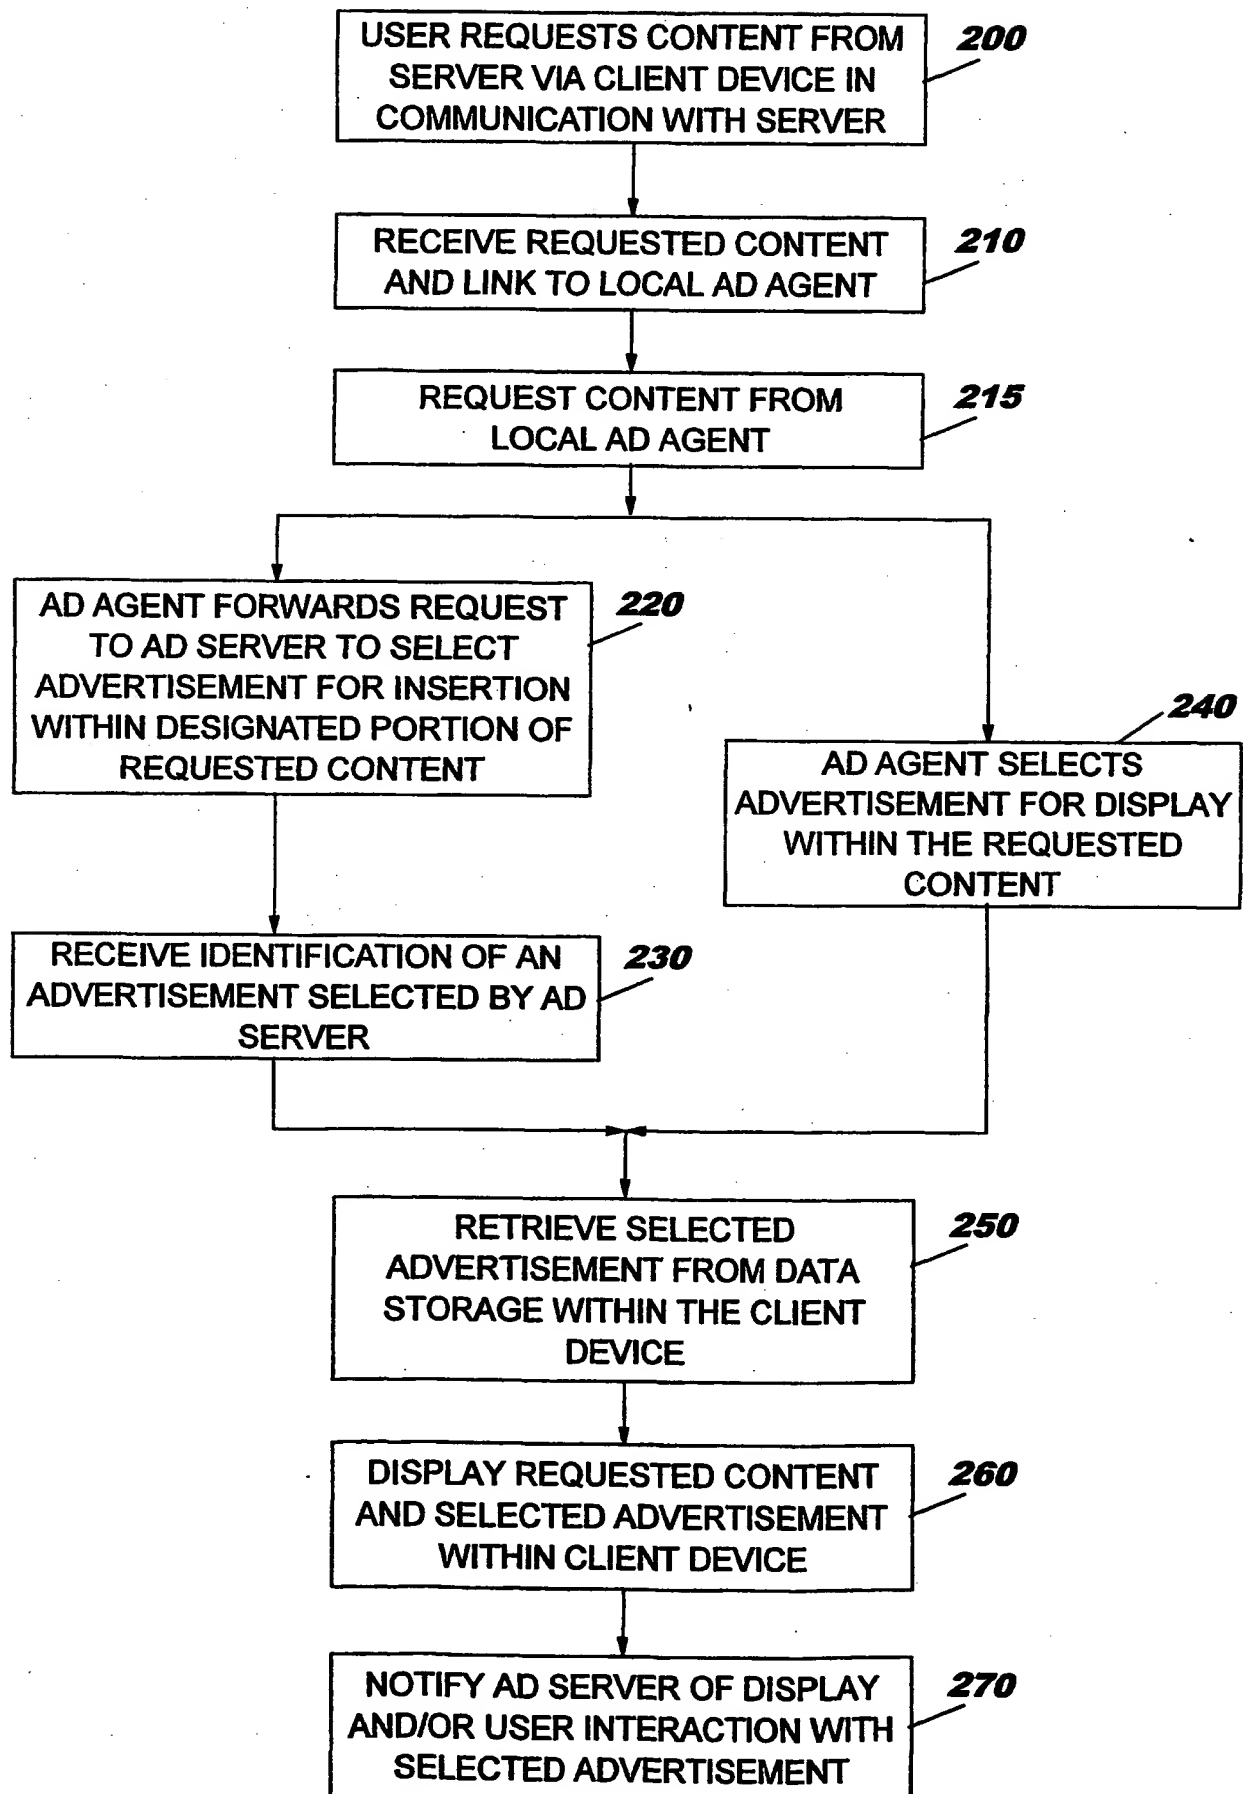 USER REQUESTS CONTENT FROM
SERVER VIA CLIENT DEVICE IN
COMMUNICATION WITH SERVER
200
RECEIVE REQUESTED CONTENT
AND LINK TO LOCAL AD AGENT
210
REQUEST CONTENT FROM
LOCAL AD AGENT
215
AD AGENT FORWARDS REQUEST
TO AD SERVER TO SELECT
ADVERTISEMENT FOR INSERTION
WITHIN DESIGNATED PORTION OF
REQUESTED CONTENT
220
AD AGENT SELECTS
ADVERTISEMENT FOR DISPLAY
WITHIN THE REQUESTED
CONTENT
240
RECEIVE IDENTIFICATION OF AN
ADVERTISEMENT SELECTED BY AD
SERVER
230
RETRIEVE SELECTED
ADVERTISEMENT FROM DATA
STORAGE WITHIN THE CLIENT
DEVICE
250
DISPLAY REQUESTED CONTENT
AND SELECTED ADVERTISEMENT
WITHIN CLIENT DEVICE
260
NOTIFY AD SERVER OF DISPLAY
AND/OR USER INTERACTION WITH
SELECTED ADVERTISEMENT
270